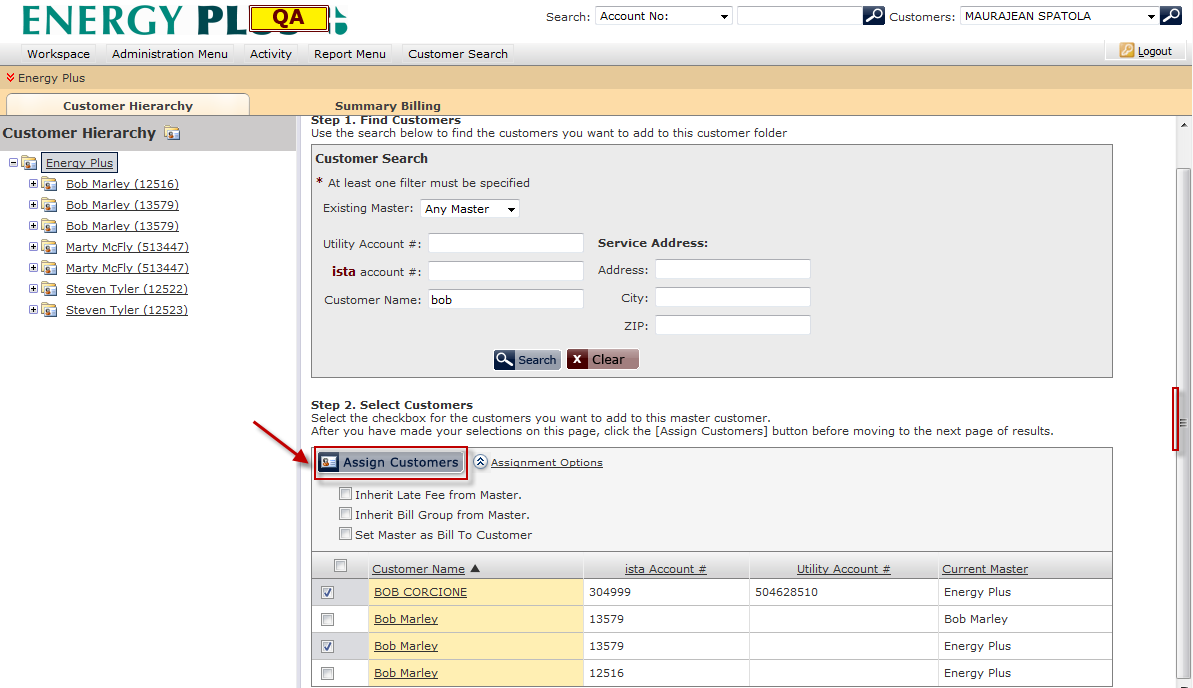 ENERGY PL QA
Search: Account No: Customers: MAURAJEAN SPATOLA
Workspace Administration Menu Activity Report Menu Customer Search Logout
Energy Plus
Customer Hierarchy Summary Billing
Customer Hierarchy
Energy Plus
Bob Marley (12516)
Bob Marley (13579)
Bob Marley (13579)
Marty McFly (513447)
Marty McFly (513447)
Steven Tyler (12522)
Steven Tyler (12523)
Step 1. Find Customers
Use the search below to find the customers you want to add to this customer folder
Customer Search
* At least one filter must be specified
Existing Master: Any Master
Utility Account #: Service Address:
ista account #: Address:
Customer Name: bob City:
ZIP:
Search X Clear
Step 2. Select Customers
Select the checkbox for the customers you want to add to this master customer.
After you have made your selections on this page, click the [Assign Customers] button before moving to the next page of results.
Assign Customers Assignment Options
Inherit Late Fee from Master.
Inherit Bill Group from Master.
Set Master as Bill To Customer
Customer Name ista Account # Utility Account # Current Master
BOB CORCIONE 304999 504628510 Energy Plus
Bob Marley 13579 Bob Marley
Bob Marley 13579 Energy Plus
Bob Marley 12516 Energy Plus